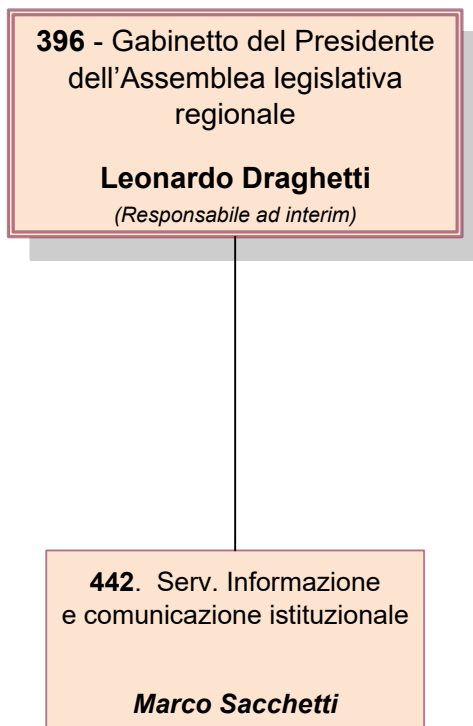 396 - Gabinetto del Presidente
dell’Assemblea legislativa
regionale
Leonardo Draghetti
(Responsabile ad interim)
442. Serv. Informazione
e comunicazione istituzionale
Marco Sacchetti